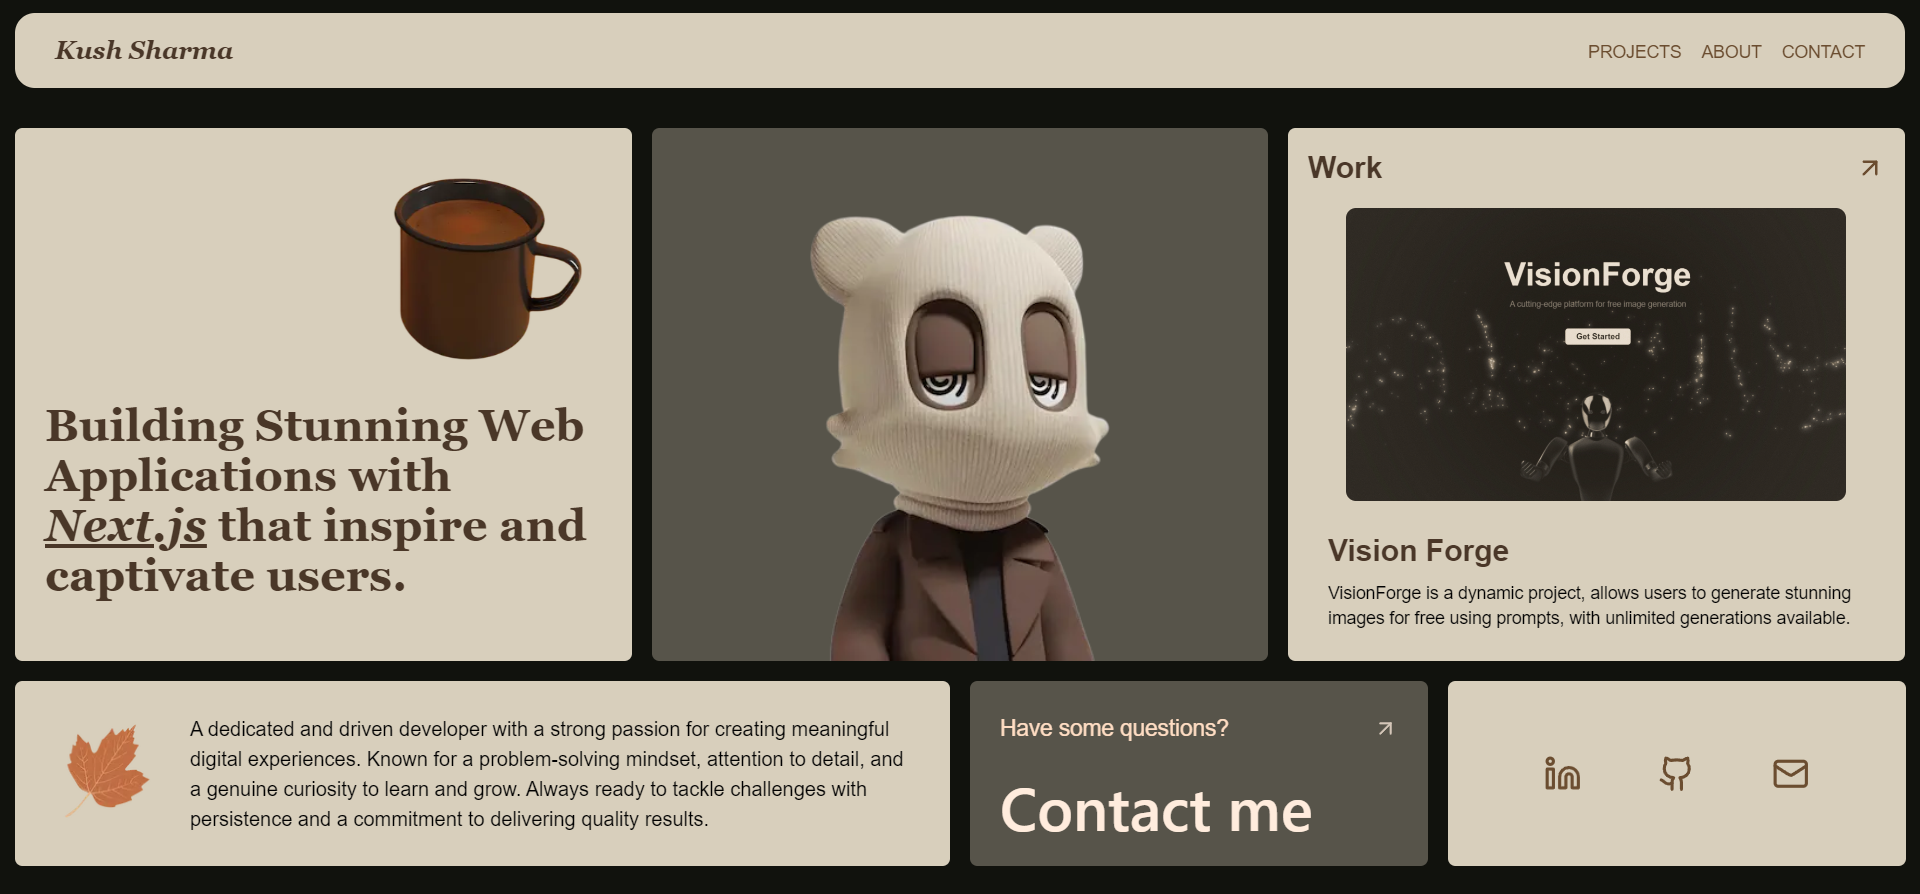 Kush Sharma
PROJECTS ABOUT CONTACT
Building Stunning Web
Applications with
Next.js that inspire and
captivate users.
Work
VisionForge
A cutting-edge platform for free image generation
Get Started
Vision Forge
VisionForge is a dynamic project, allows users to generate stunning
images for free using prompts, with unlimited generations available.
A dedicated and driven developer with a strong passion for creating meaningful
digital experiences. Known for a problem-solving mindset, attention to detail, and
a genuine curiosity to learn and grow. Always ready to tackle challenges with
persistence and a commitment to delivering quality results.
Have some questions?
Contact me